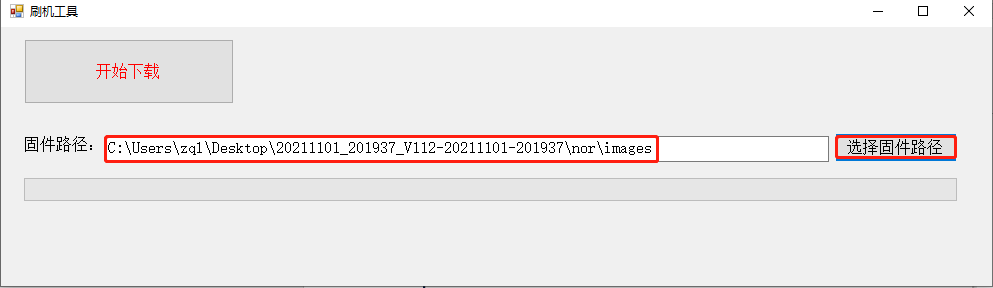 刷机工具
开始下载
固件路径: C:\Users\zql\Desktop\20211101_201937_V112-20211101-201937\nor\images 选择固件路径